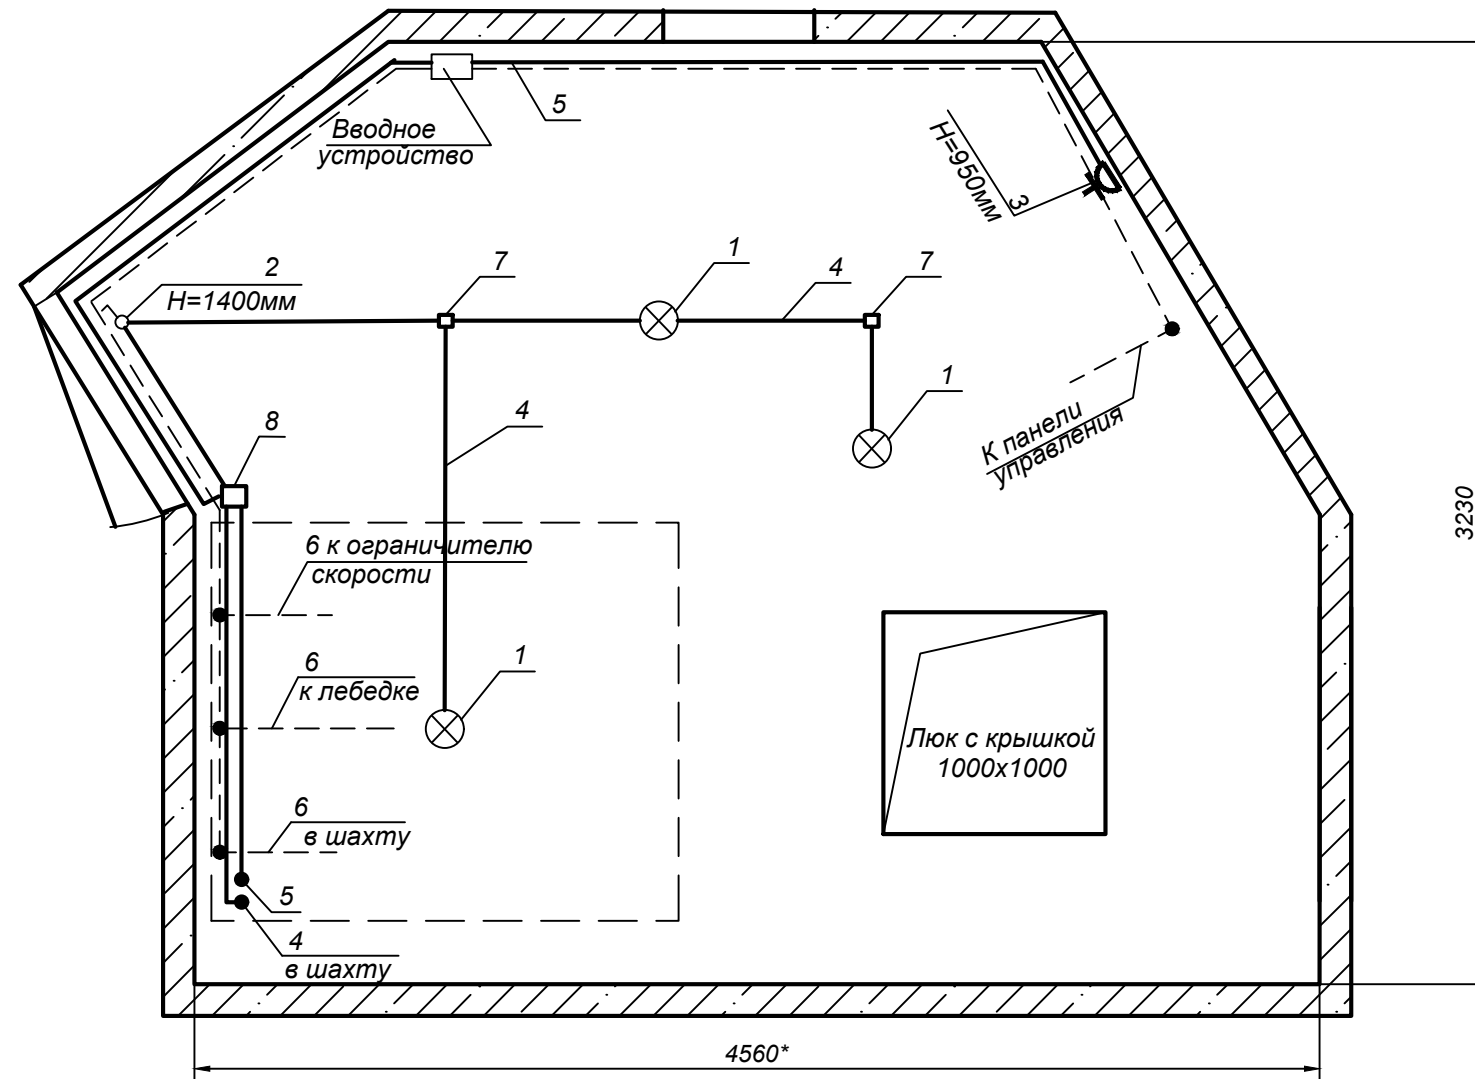 5
Вводное
устройство
H=950мм
3
2
H=1400мм
7
1
4
7
1
4
8
К панели
управления
3230
6 к ограничителю
скорости
6
к лебедке
1
Люк с крышкой
1000х1000
6
в шахту
5
4
в шахту
4560*